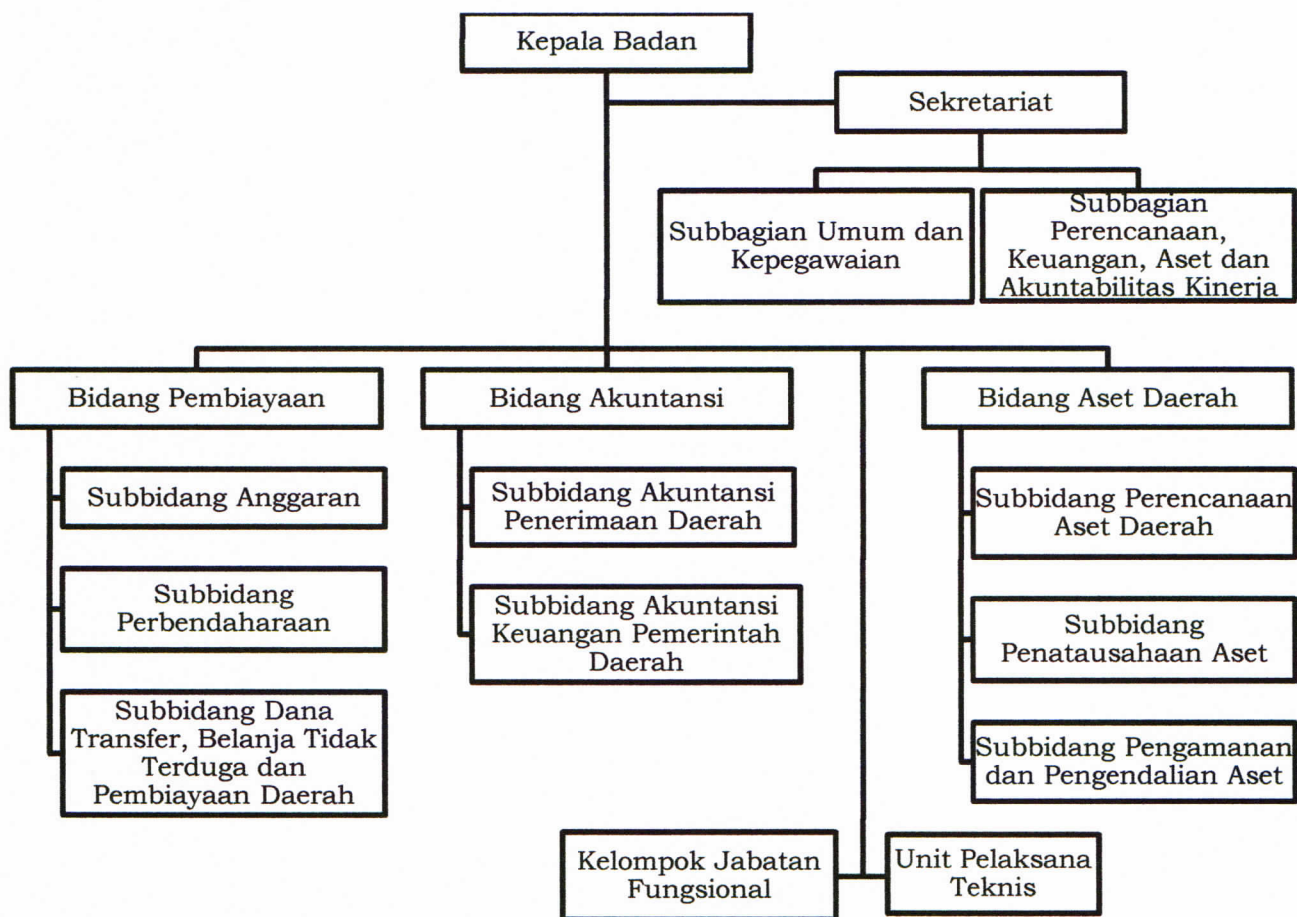 Kepala Badan
Sekretariat
Subbagian Umum dan
Kepegawaian
Subbagian
Perencanaan,
Keuangan, Aset dan
Akuntabilitas Kinerja
Bidang Pembiayaan
Subbidang Anggaran
Subbidang
Perbendaharaan
Subbidang Dana
Transfer, Belanja Tidak
Terduga dan
Pembiayaan Daerah
Bidang Akuntansi
Subbidang Akuntansi
Penerimaan Daerah
Subbidang Akuntansi
Keuangan Pemerintah
Daerah
Bidang Aset Daerah
Subbidang Perencanaan
Aset Daerah
Subbidang
Penatausahaan Aset
Subbidang Pengamanan
dan Pengendalian Aset
Kelompok Jabatan
Fungsional
Unit Pelaksana
Teknis